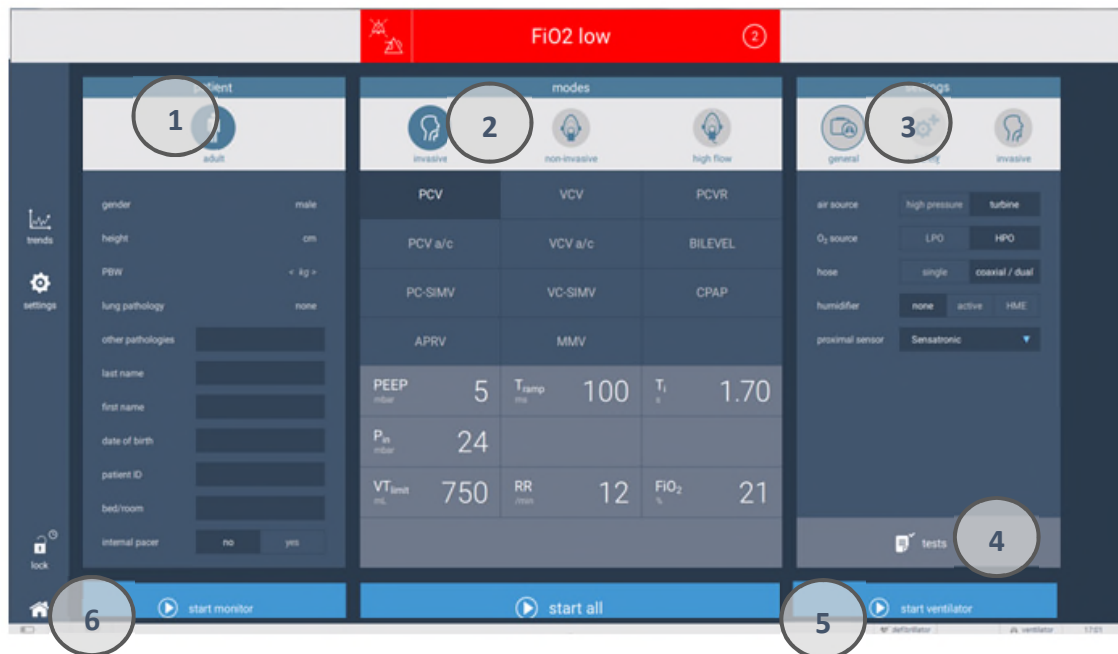 FiO2 low 2
patient
modes
1
2
3
adult
invasive non-invasive high flow
general invasive
gender male
height cm
PBW < kg >
lung pathology none
other pathologies
last name
first name
date of birth
patient ID
bed/room
internal pacer no yes
PCV VCV PCVR
PCV a/c VCV a/c BILEVEL
PC-SIMV VC-SIMV CPAP
APRV MMV
PEEP mbar 5 Tramp ms 100 Ti s 1.70
Pin mbar 24
VTlimit mL 750 RR /min 12 FiO2 % 21
air source high pressure turbine
O2 source LPO HPO
hose single coaxial / dual
humidifier none active HME
proximal sensor Sensatronic
tests
4
trends
settings
lock
6
start monitor
start all
5
start ventilator
defibrillator ventilator 17:01